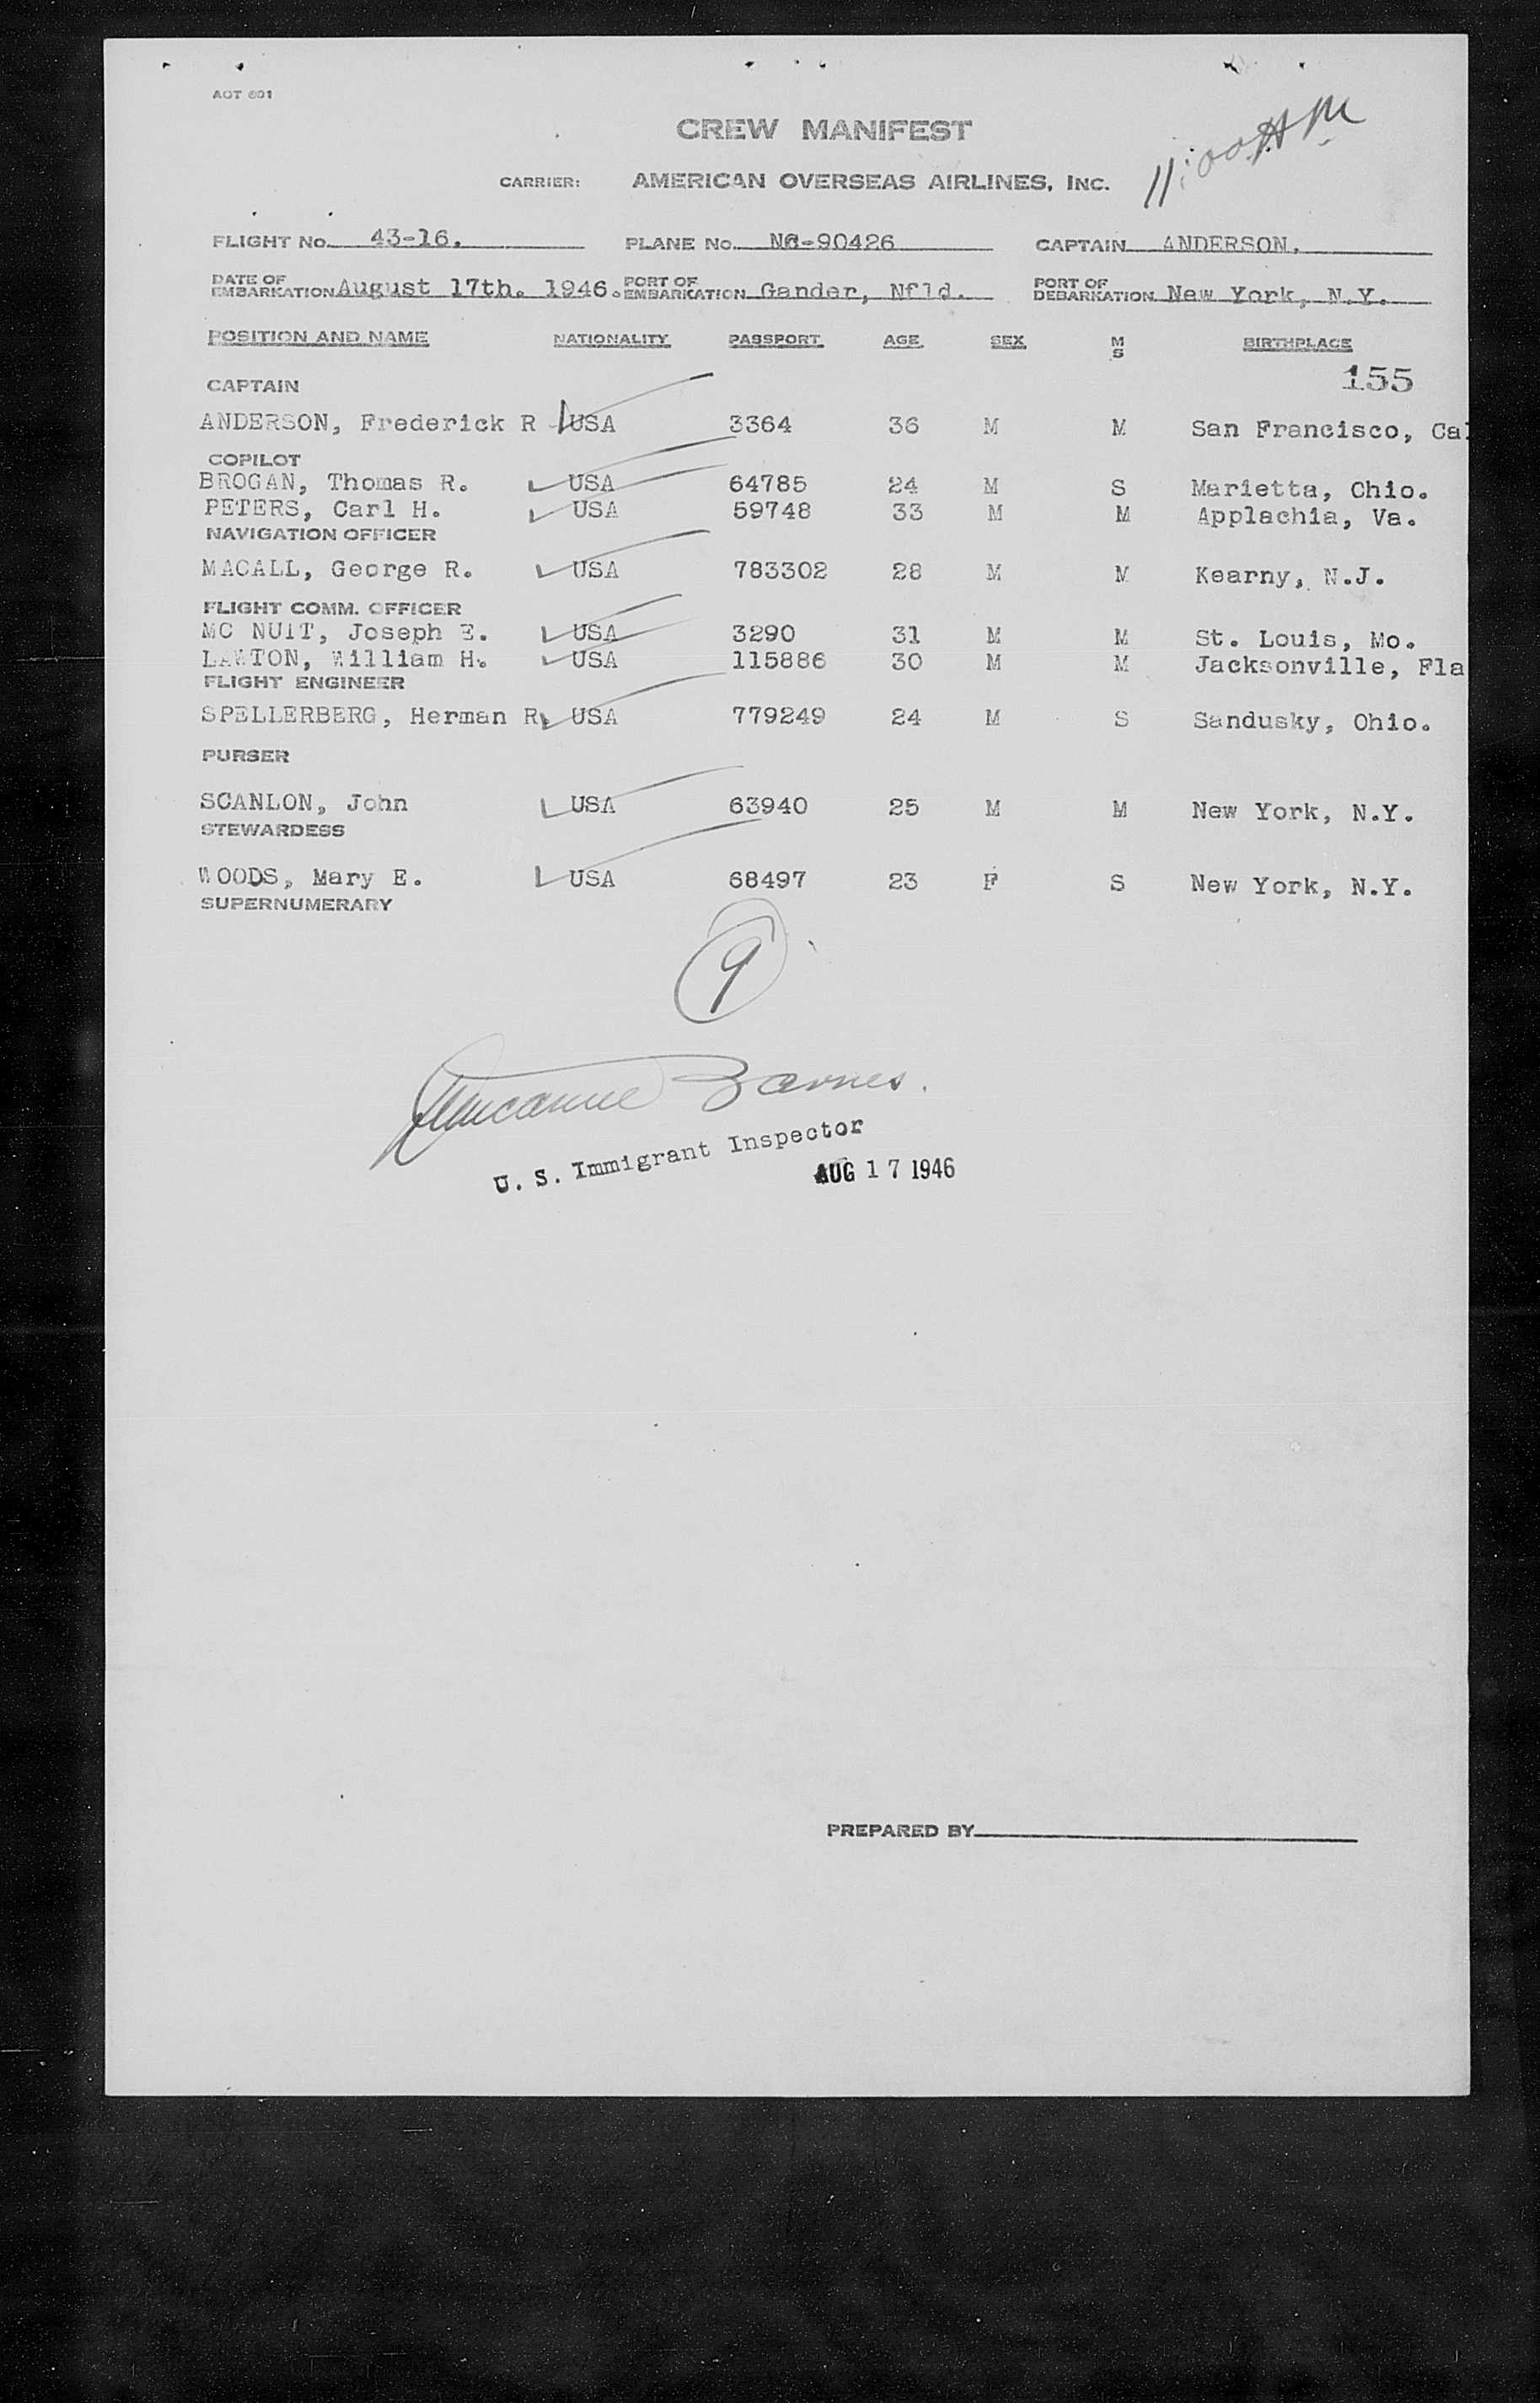 AOT 601
CREW MANIFEST
11:00 AM
CARRIER: AMERICAN OVERSEAS AIRLINES, INC.
FLIGHT No. 43-16. PLANE No. NC-90426 CAPTAIN ANDERSON.
DATE OF EMBARKATION August 17th. 1946. PORT OF EMBARKATION Gander, Nfld. PORT OF DEBARKATION New York, N.Y.
POSITION AND NAME NATIONALITY PASSPORT AGE SEX M S BIRTHPLACE
155
CAPTAIN
ANDERSON, Frederick R USA 3364 36 M M San Francisco, Cal
COPILOT
BROGAN, Thomas R. USA 64785 24 M S Marietta, Ohio.
PETERS, Carl H. USA 59748 33 M M Applachia, Va.
NAVIGATION OFFICER
MACALL, George R. USA 783302 28 M M Kearny, N.J.
FLIGHT COMM. OFFICER
MC NUIT, Joseph E. USA 3290 31 M M St. Louis, Mo.
LAWTON, William H. USA 115886 30 M M Jacksonville, Fla
FLIGHT ENGINEER
SPELLERBERG, Herman R. USA 779249 24 M S Sandusky, Ohio.
PURSER
SCANLON, John USA 63940 25 M M New York, N.Y.
STEWARDESS
WOODS, Mary E. USA 68497 23 F S New York, N.Y.
SUPERNUMERARY
9
Barnes.
U. S. Immigrant Inspector
AUG 17 1946
PREPARED BY